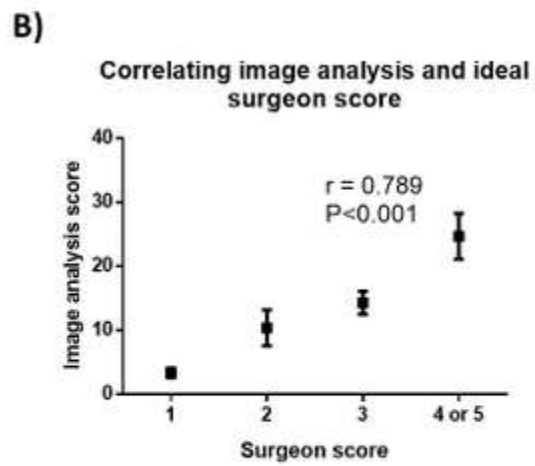 B)
Correlating image analysis and ideal
surgeon score
40
30
20
10
0
Image analysis score
r = 0.789
P<0.001
1 2 3 4 or 5
Surgeon score